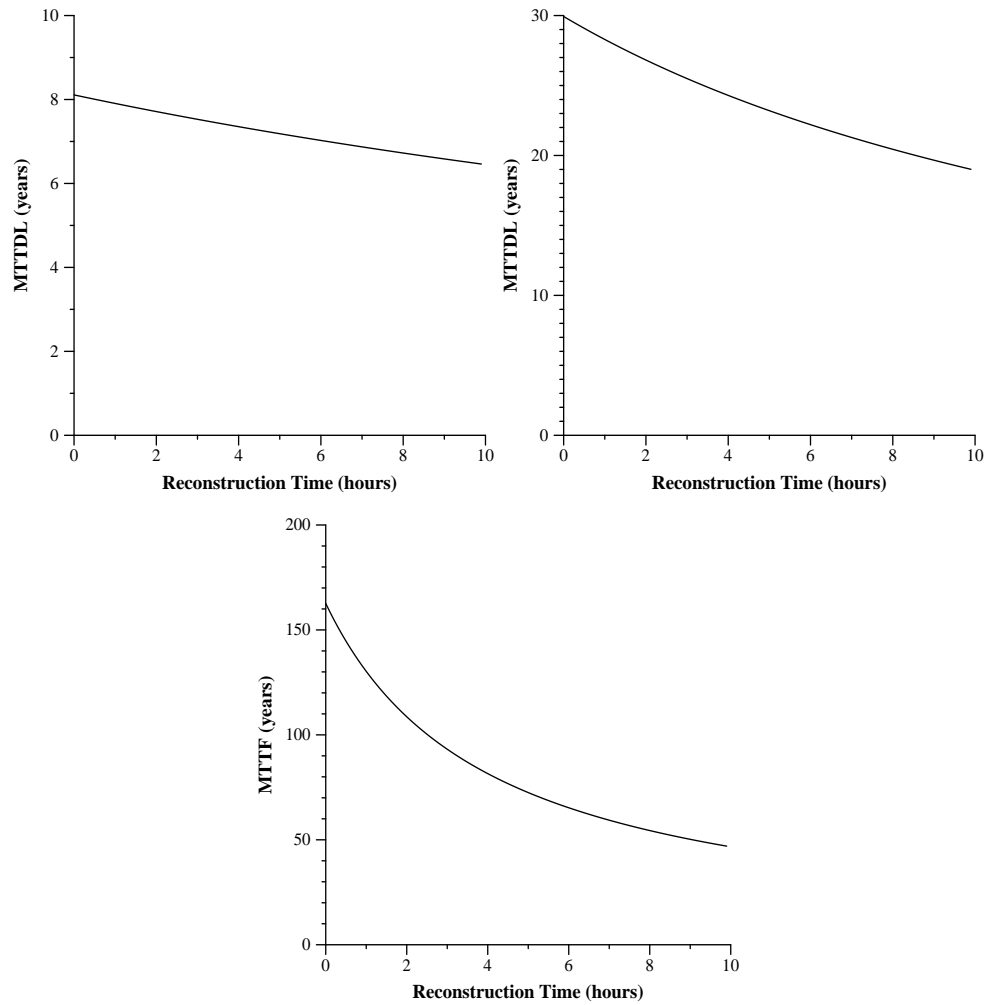 10
8
6
4
2
0
MTTDL (years)
0 2 4 6 8 10
Reconstruction Time (hours)
30
20
10
0
MTTDL (years)
0 2 4 6 8 10
Reconstruction Time (hours)
200
150
100
50
0
MTTF (years)
0 2 4 6 8 10
Reconstruction Time (hours)